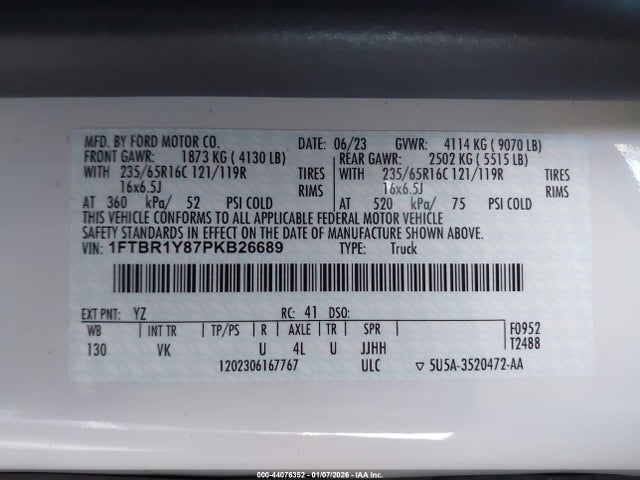 MFD. BY FORD MOTOR CO. DATE: 06/23 GVWR: 4114 KG ( 9070 LB)
FRONT GAWR: 1873 KG ( 4130 LB) REAR GAWR: 2502 KG ( 5515 LB)
WITH 235/65R16C 121/119R TIRES WITH 235/65R16C 121/119R TIRES
16x6.5J RIMS 16x6.5J RIMS
AT 360 kPa/ 52 PSI COLD AT 520 kPa/ 75 PSI COLD
THIS VEHICLE CONFORMS TO ALL APPLICABLE FEDERAL MOTOR VEHICLE
SAFETY STANDARDS IN EFFECT ON THE DATE OF MANUFACTURE SHOWN ABOVE.
VIN: 1FTBR1Y87PKB26689 TYPE: Truck
EXT PNT: YZ RC: 41 DSO:
WB INT TR TP/PS R AXLE TR SPR F0952
130 VK U 4L U JJHH T2488
1202306167767 ULC ▽ 5U5A-3520472-AA
000-44076352 | 01/07/2026 | IAA Inc.